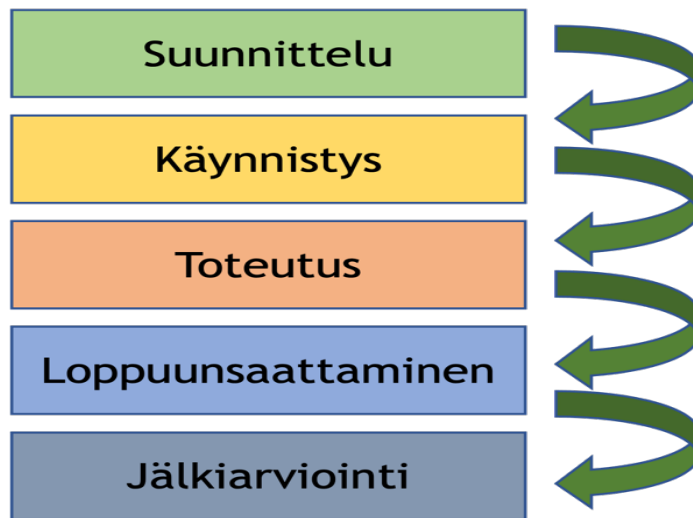 Suunnittelu
Käynnistys
Toteutus
Loppuunsaattaminen
Jälkiarviointi